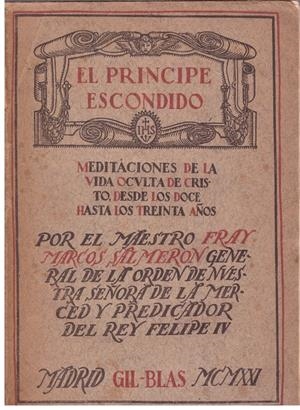 EL PRINCIPE
ESCONDIDO
IHS
MEDITACIONES DE LA
VIDA OCVLTA DE CRIS-
TO, DESDE LOS DOCE
HASTA LOS TREINTA AÑOS
POR EL MAESTRO FRAY
MARCOS SALMERON GENE-
RAL DE LA ORDEN DE NVES-
TRA SEÑORA DE LA MER-
CED Y PREDICADOR
DEL REY FELIPE IV
MADRID GIL-BLAS MCMXXI